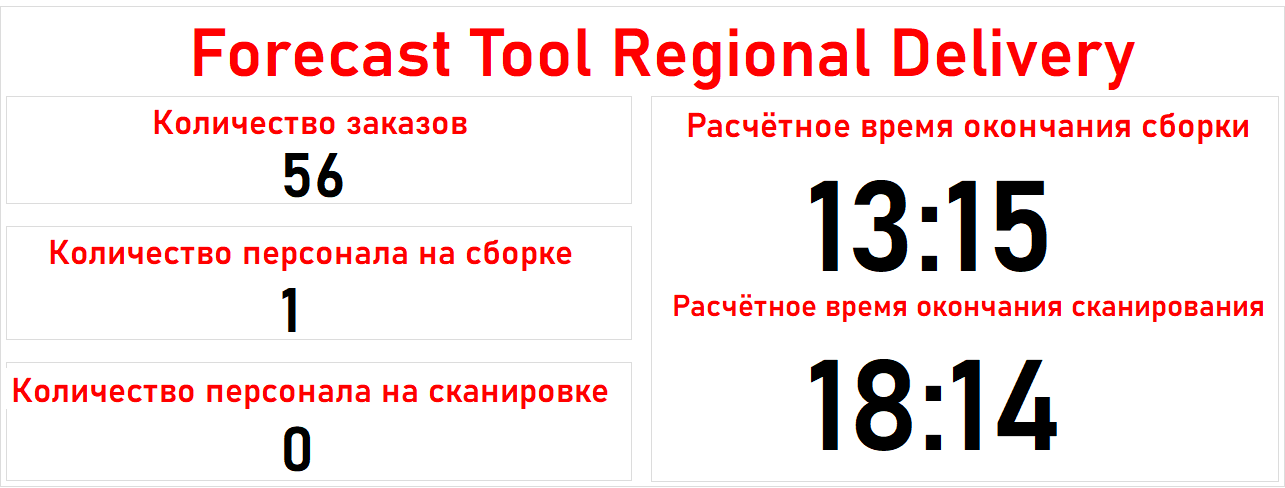 Forecast Tool Regional Delivery
Количество заказов
56
Количество персонала на сборке
1
Количество персонала на сканировке
0
Расчётное время окончания сборки
13:15
Расчётное время окончания сканирования
18:14